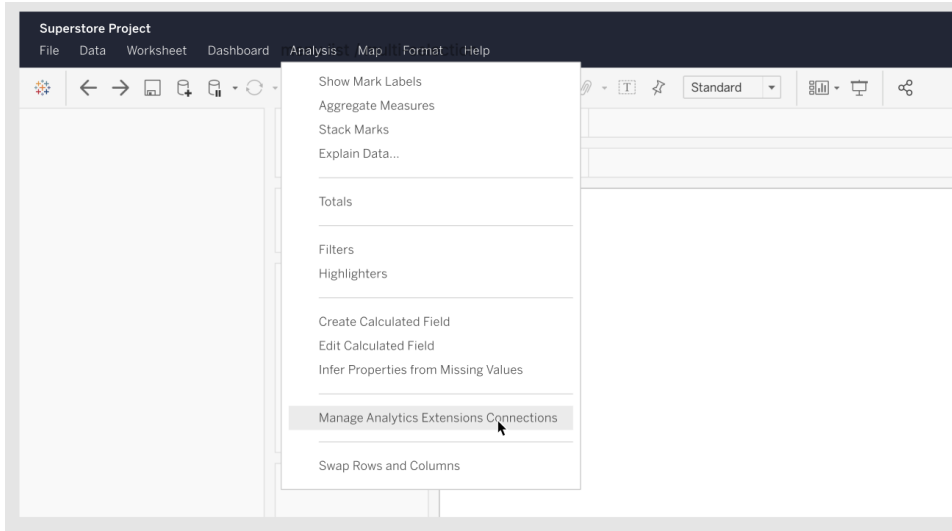 Superstore Project
File Data Worksheet Dashboard Analysis Map Format Help
Standard
Show Mark Labels
Aggregate Measures
Stack Marks
Explain Data...
Totals
Filters
Highlighters
Create Calculated Field
Edit Calculated Field
Infer Properties from Missing Values
Manage Analytics Extensions Connections
Swap Rows and Columns